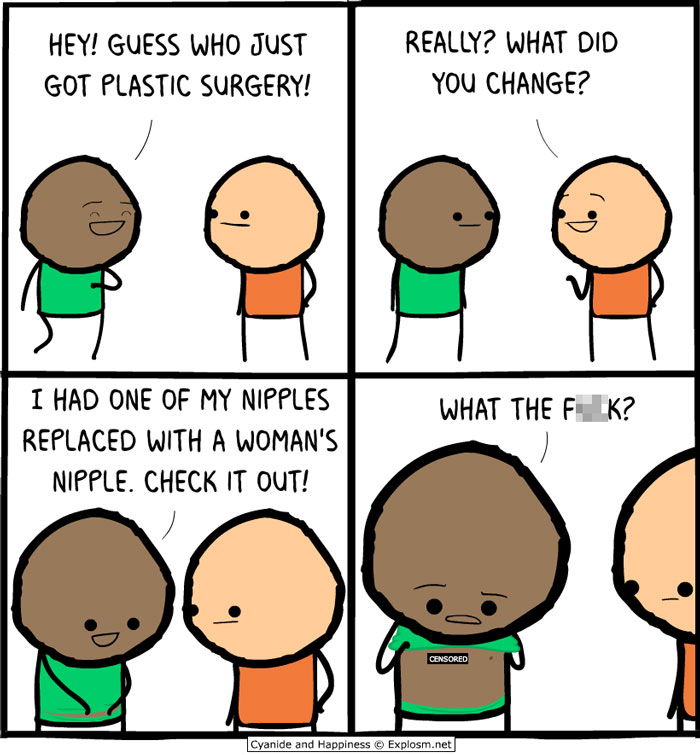 HEY! GUESS WHO JUST
GOT PLASTIC SURGERY!
REALLY? WHAT DID
YOU CHANGE?
I HAD ONE OF MY NIPPLES
REPLACED WITH A WOMAN'S
NIPPLE. CHECK IT OUT!
WHAT THE F K?
CENSORED
Cyanide and Happiness © Explosm.net